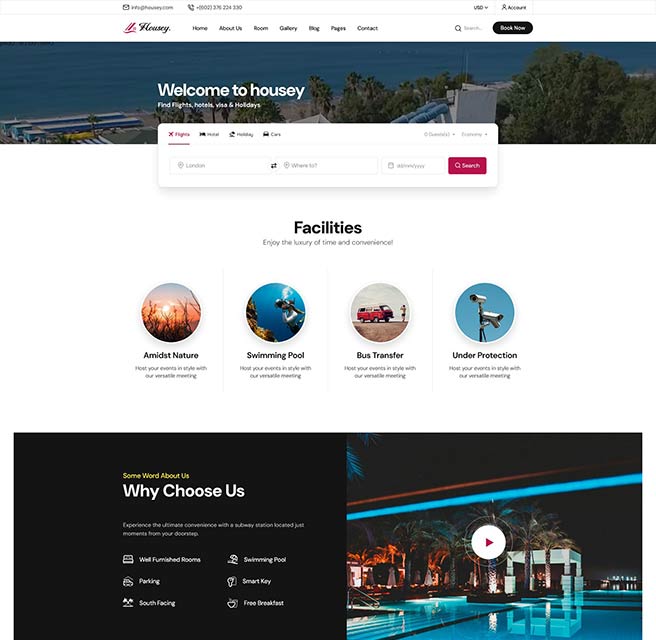 info@housey.com
+(602) 376 224 330
USD
Account
Housey.
Home
About Us
Room
Gallery
Blog
Pages
Contact
Search...
Book Now
Welcome to housey
Find Flights, hotels, visa & Holidays
Flights
Hotel
Holiday
Cars
0 Guests(s)
Economy
London
Where to?
dd/mm/yyyy
Search
Facilities
Enjoy the luxury of time and convenience!
Amidst Nature
Host your events in style with
our versatile meeting
Swimming Pool
Host your events in style with
our versatile meeting
Bus Transfer
Host your events in style with
our versatile meeting
Under Protection
Host your events in style with
our versatile meeting
Some Word About Us
Why Choose Us
Experience the ultimate convenience with a subway station located just
moments from your doorstep.
Well Furnished Rooms
Swimming Pool
Parking
Smart Key
South Facing
Free Breakfast